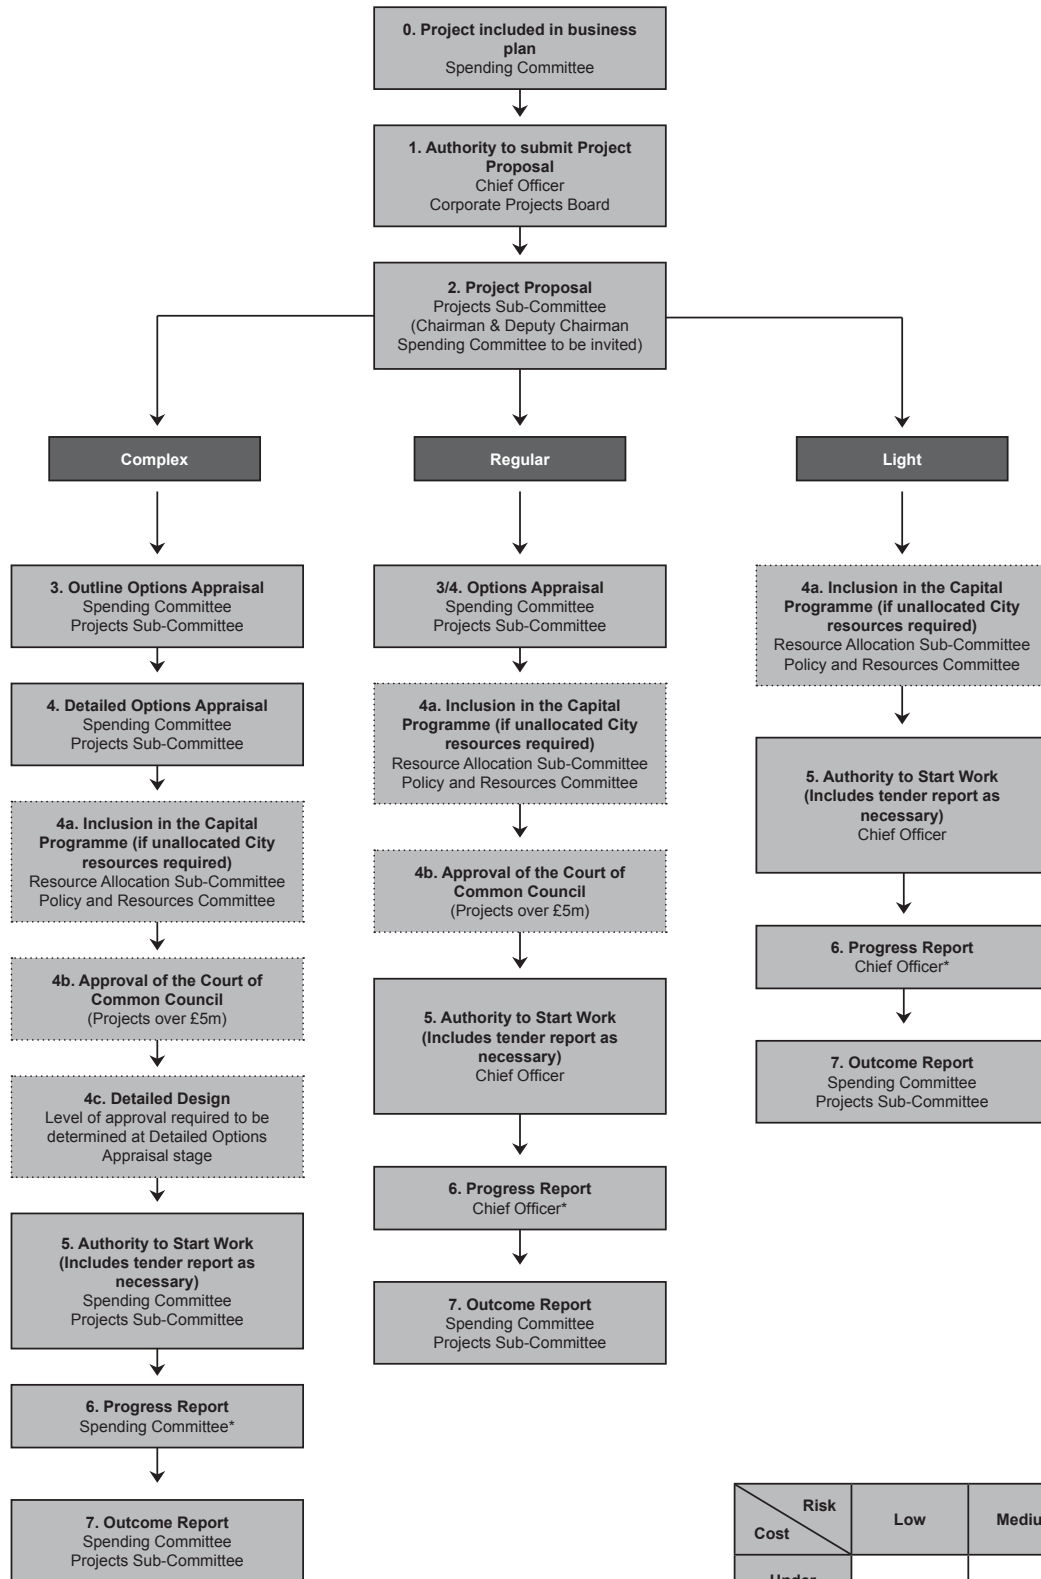 0. Project included in business
plan
Spending Committee
1. Authority to submit Project
Proposal
Chief Officer
Corporate Projects Board
2. Project Proposal
Projects Sub-Committee
(Chairman & Deputy Chairman
Spending Committee to be invited)
Complex
3. Outline Options Appraisal
Spending Committee
Projects Sub-Committee
4. Detailed Options Appraisal
Spending Committee
Projects Sub-Committee
4a. Inclusion in the Capital
Programme (if unallocated City
resources required)
Resource Allocation Sub-Committee
Policy and Resources Committee
4b. Approval of the Court of
Common Council
(Projects over £5m)
4c. Detailed Design
Level of approval required to be
determined at Detailed Options
Appraisal stage
5. Authority to Start Work
(Includes tender report as
necessary)
Spending Committee
Projects Sub-Committee
6. Progress Report
Spending Committee*
7. Outcome Report
Spending Committee
Projects Sub-Committee
Regular
3/4. Options Appraisal
Spending Committee
Projects Sub-Committee
4a. Inclusion in the Capital
Programme (if unallocated City
resources required)
Resource Allocation Sub-Committee
Policy and Resources Committee
4b. Approval of the Court of
Common Council
(Projects over £5m)
5. Authority to Start Work
(Includes tender report as
necessary)
Chief Officer
6. Progress Report
Chief Officer*
7. Outcome Report
Spending Committee
Projects Sub-Committee
Light
4a. Inclusion in the Capital
Programme (if unallocated City
resources required)
Resource Allocation Sub-Committee
Policy and Resources Committee
5. Authority to Start Work
(Includes tender report as
necessary)
Chief Officer
6. Progress Report
Chief Officer*
7. Outcome Report
Spending Committee
Projects Sub-Committee
Risk
Cost
Low
Under